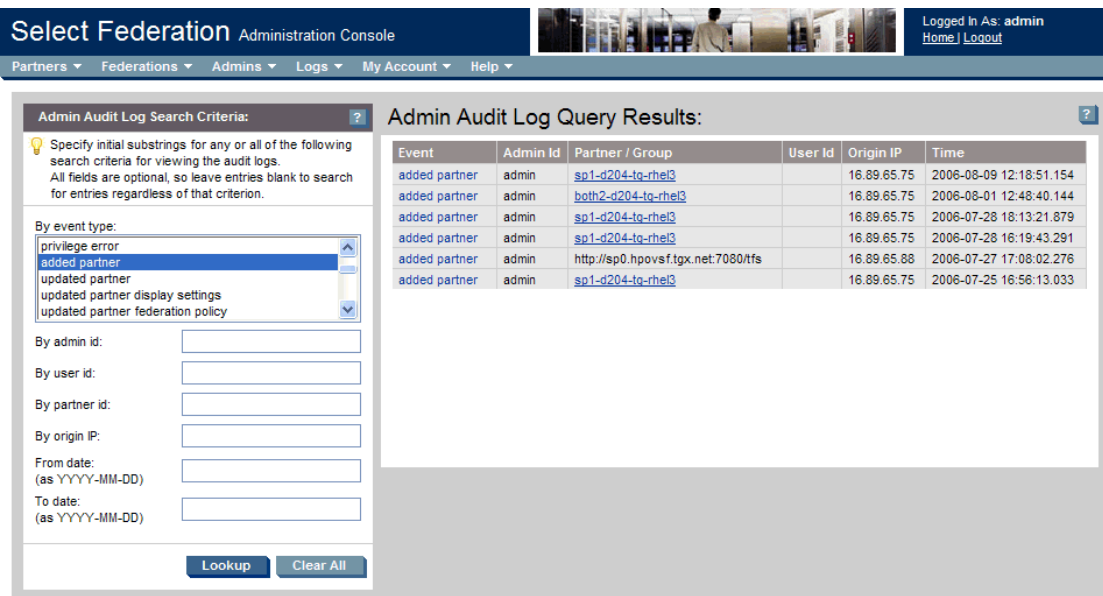 Select Federation Administration Console
Logged In As: admin
Home | Logout
Partners Federations Admins Logs My Account Help
Admin Audit Log Search Criteria: ?
Specify initial substrings for any or all of the following
search criteria for viewing the audit logs.
All fields are optional, so leave entries blank to search
for entries regardless of that criterion.
By event type:
privilege error
added partner
updated partner
updated partner display settings
updated partner federation policy
By admin id:
By user id:
By partner id:
By origin IP:
From date:
(as YYYY-MM-DD)
To date:
(as YYYY-MM-DD)
Lookup Clear All
Admin Audit Log Query Results: ?
Event Admin Id Partner / Group User Id Origin IP Time
added partner admin sp1-d204-tg-rhel3 16.89.65.75 2006-08-09 12:18:51.154
added partner admin both2-d204-tg-rhel3 16.89.65.75 2006-08-01 12:48:40.144
added partner admin sp1-d204-tg-rhel3 16.89.65.75 2006-07-28 18:13:21.879
added partner admin sp1-d204-tg-rhel3 16.89.65.75 2006-07-28 16:19:43.291
added partner admin http://sp0.hpovsf.tgx.net:7080/tfs 16.89.65.88 2006-07-27 17:08:02.276
added partner admin sp1-d204-tg-rhel3 16.89.65.75 2006-07-25 16:56:13.033